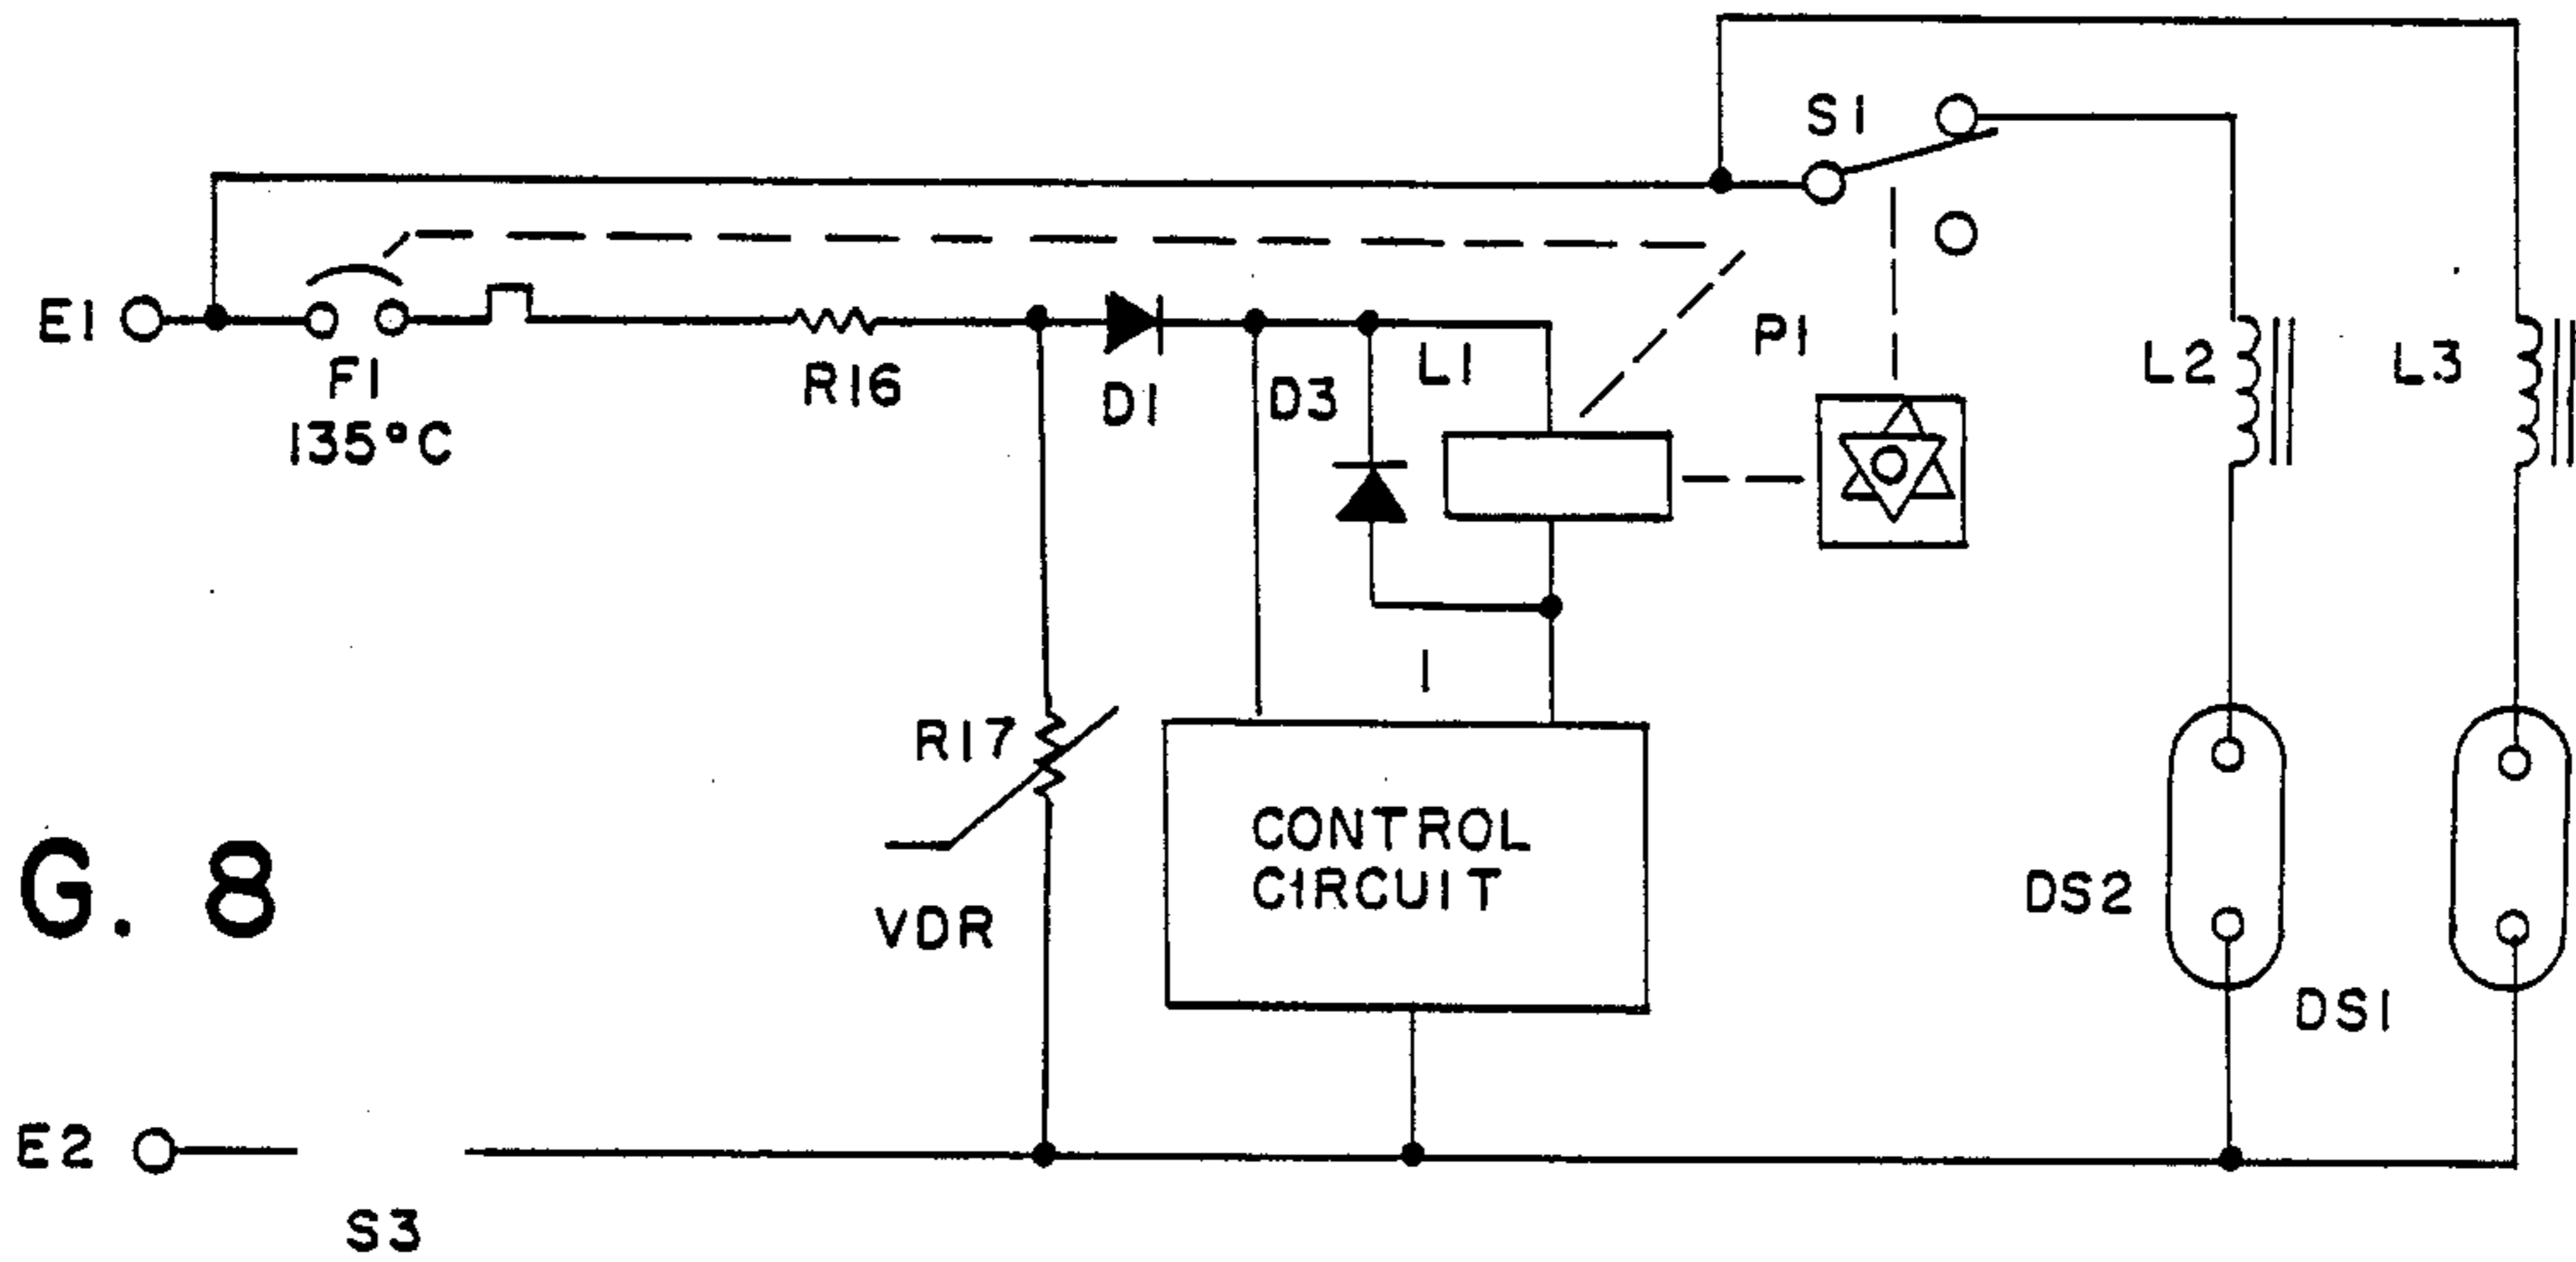 S1
E1
F1
135°C
R16
D1
D3
L1
P1
L2
L3
R17
VDR
1
CONTROL
CIRCUIT
DS2
DS1
G. 8
E2
S3